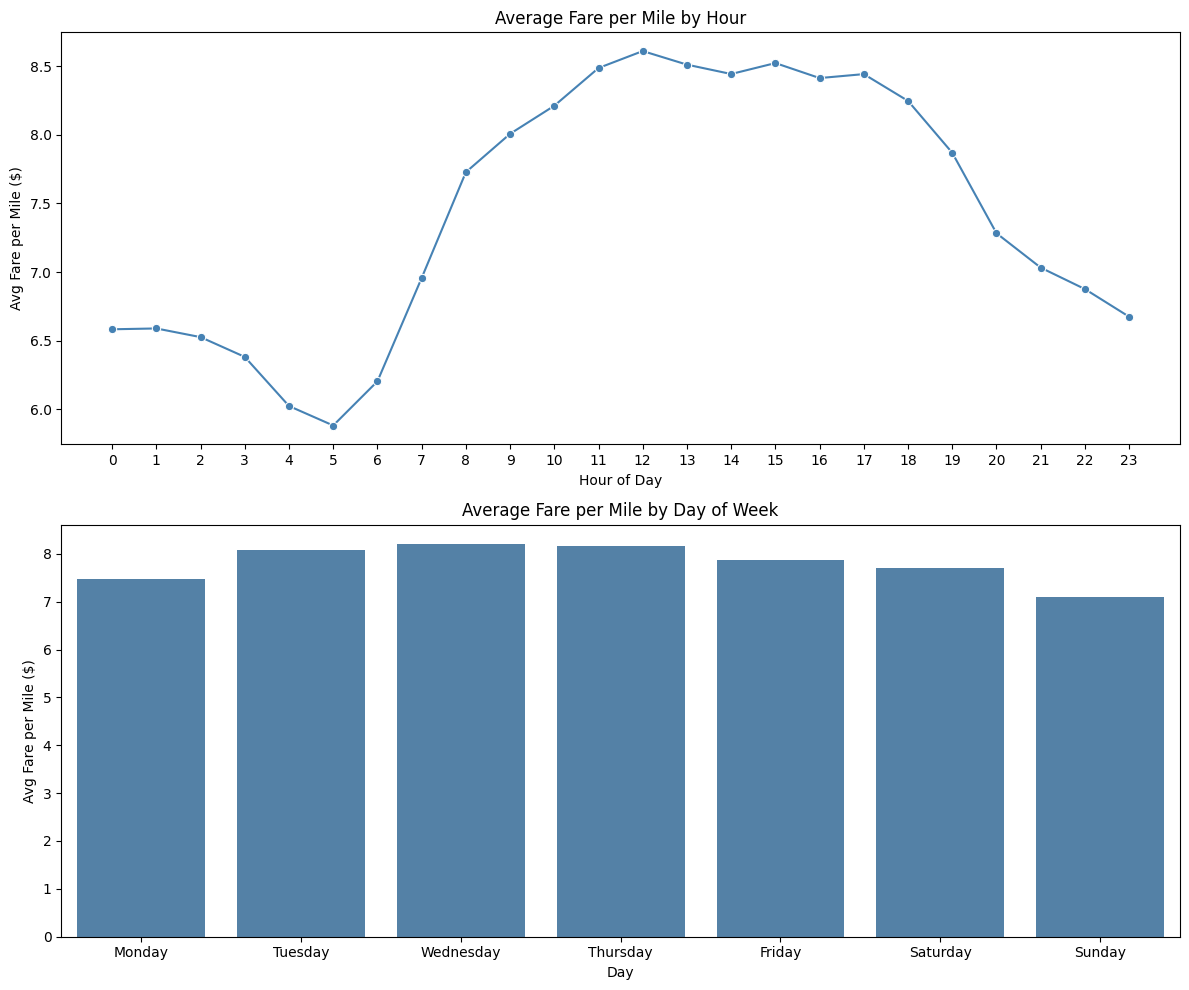 Average Fare per Mile by Hour
Avg Fare per Mile ($)
8.5
8.0
7.5
7.0
6.5
6.0
0 1 2 3 4 5 6 7 8 9 10 11 12 13 14 15 16 17 18 19 20 21 22 23
Hour of Day
Average Fare per Mile by Day of Week
Avg Fare per Mile ($)
8
7
6
5
4
3
2
1
0
Monday Tuesday Wednesday Thursday Friday Saturday Sunday
Day